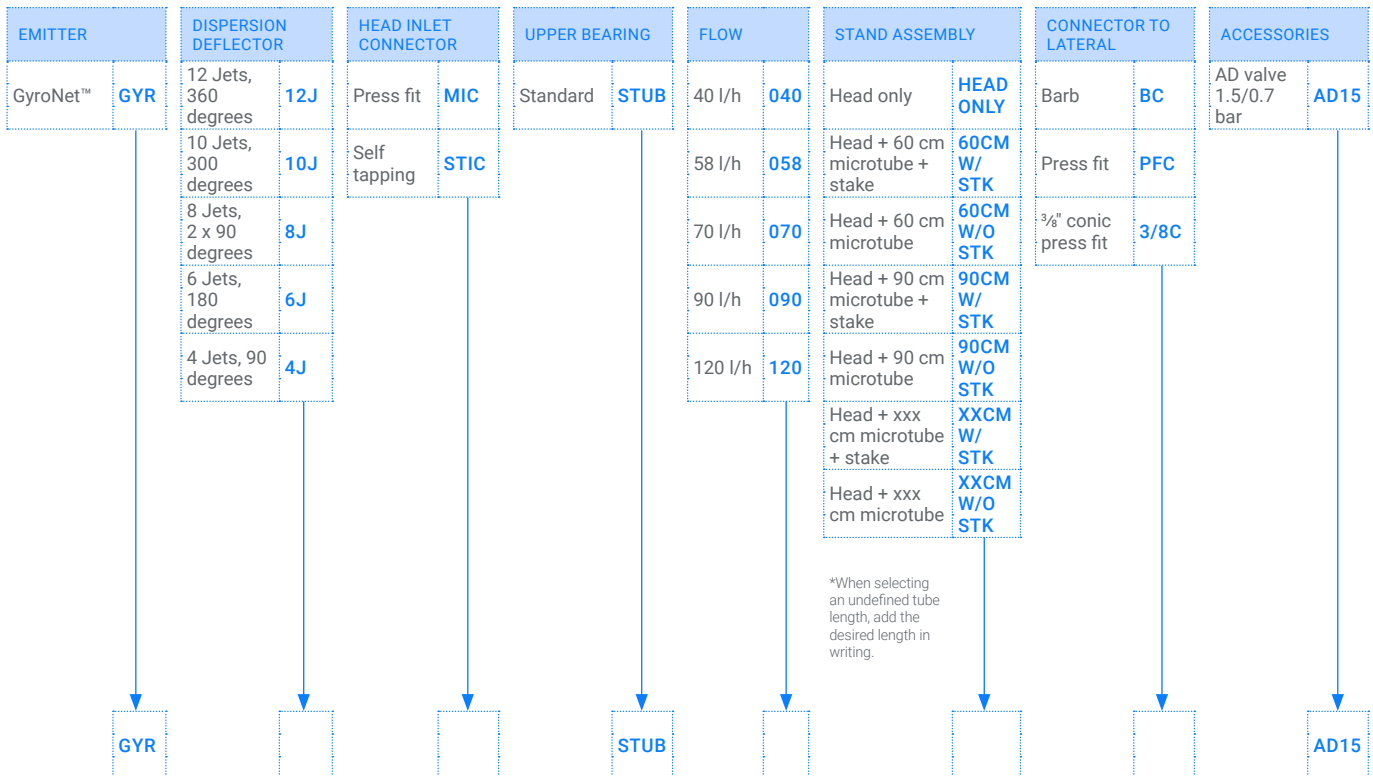 EMITTER
GyroNet™ GYR
DISPERSION
DEFLECTOR
12 Jets,
360
degrees
12J
10 Jets,
300
degrees
10J
8 Jets,
2 x 90
degrees
8J
6 Jets,
180
degrees
6J
4 Jets, 90
degrees
4J
HEAD INLET
CONNECTOR
Press fit MIC
Self
tapping
STIC
UPPER BEARING
Standard STUB
FLOW
40 l/h 040
58 l/h 058
70 l/h 070
90 l/h 090
120 l/h 120
STAND ASSEMBLY
Head only
HEAD
ONLY
Head + 60 cm
microtube +
stake
60CM
W/
STK
Head + 60 cm
microtube
60CM
W/O
STK
Head + 90 cm
microtube +
stake
90CM
W/
STK
Head + 90 cm
microtube
90CM
W/O
STK
Head + xxx
cm microtube
+ stake
XXCM
W/
STK
Head + xxx
cm microtube
XXCM
W/O
STK
*When selecting
an undefined tube
length, add the
desired length in
writing.
CONNECTOR TO
LATERAL
Barb BC
Press fit PFC
⅜" conic
press fit
3/8C
ACCESSORIES
AD valve
1.5/0.7
bar
AD15
GYR
STUB
AD15